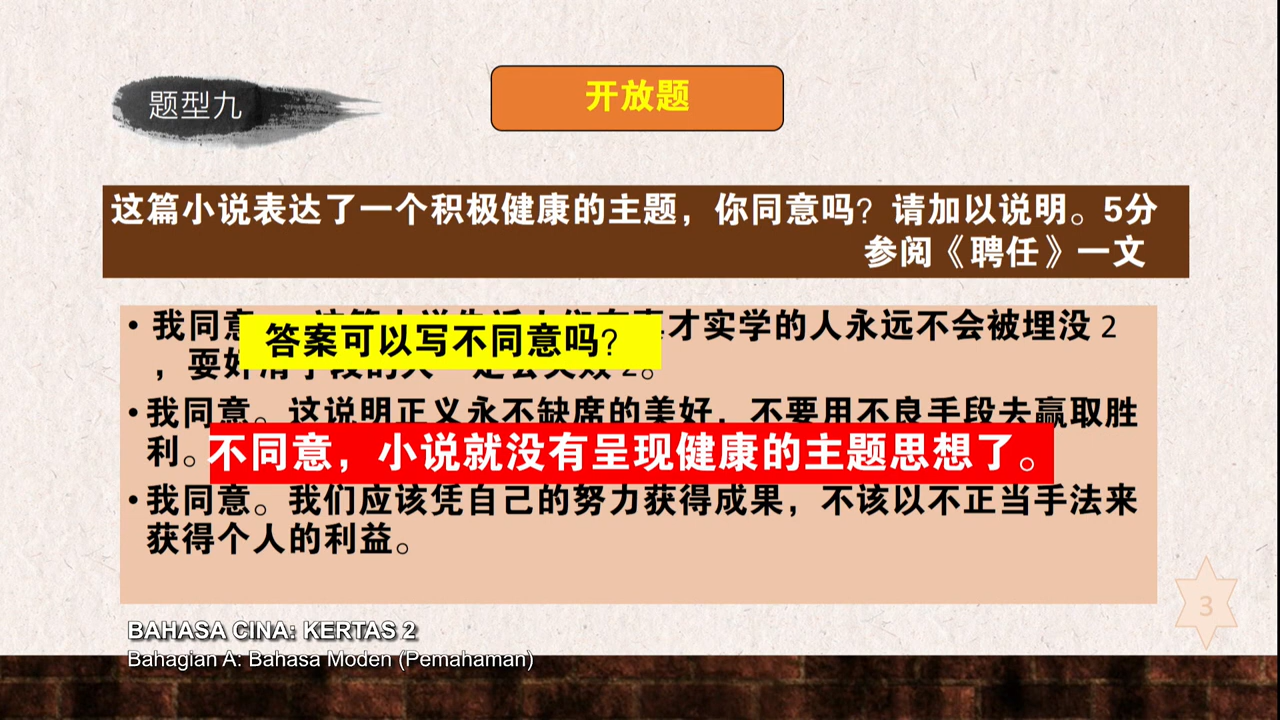 题型九
开放题
这篇小说表达了一个积极健康的主题，你同意吗？请加以说明。5分
参阅《聘任》一文
• 我同意 才实学的人永远不会被埋没 2
答案可以写不同意吗？
，耍
• 我同意。这说明正义永不缺席的美好，不要用不良手段去赢取胜
利。
不同意，小说就没有呈现健康的主题思想了。
• 我同意。我们应该凭自己的努力获得成果，不该以不正当手法来
获得个人的利益。
3
BAHASA CINA: KERTAS 2
Bahagian A: Bahasa Moden (Pemahaman)